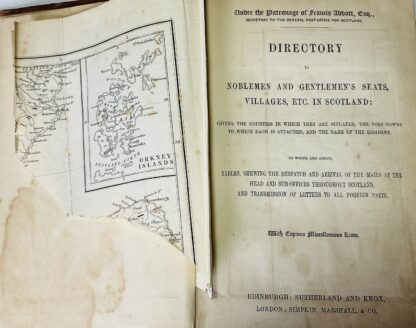 ORKNEY
ISLANDS
PENTLAND FIRTH
Under the Patronage of Francis Abbott, Esq.,
SECRETARY TO THE GENERAL POST-OFFICE FOR SCOTLAND.
DIRECTORY
TO
NOBLEMEN AND GENTLEMEN'S SEATS,
VILLAGES, ETC. IN SCOTLAND:
GIVING THE COUNTIES IN WHICH THEY ARE SITUATED, THE POST-TOWNS
TO WHICH EACH IS ATTACHED, AND THE NAME OF THE RESIDENT.
TO WHICH ARE ADDED,
TABLES, SHEWING THE DESPATCH AND ARRIVAL OF THE MAILS AT THE
HEAD AND SUB-OFFICES THROUGHOUT SCOTLAND,
AND TRANSMISSION OF LETTERS TO ALL FOREIGN PARTS.
With Copious Miscellaneous Lists.
EDINBURGH: SUTHERLAND AND KNOX.
LONDON: SIMPKIN, MARSHALL, & CO.